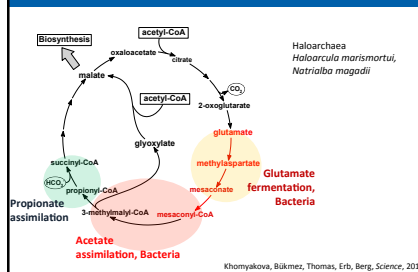 Biosynthesis
acetyl-CoA
oxaloacetate
citrate
malate
CO2
2-oxoglutarate
acetyl-CoA
glyoxylate
glutamate
methylaspartate
mesaconate
mesaconyl-CoA
succinyl-CoA
HCO3-
propionyl-CoA
3-methylmalyl-CoA
Haloarchaea
Haloarcula marismortui,
Natrialba magadii
Glutamate
fermentation,
Bacteria
Propionate
assimilation
Acetate
assimilation, Bacteria
Khomyakova, Bükmez, Thomas, Erb, Berg, Science, 201